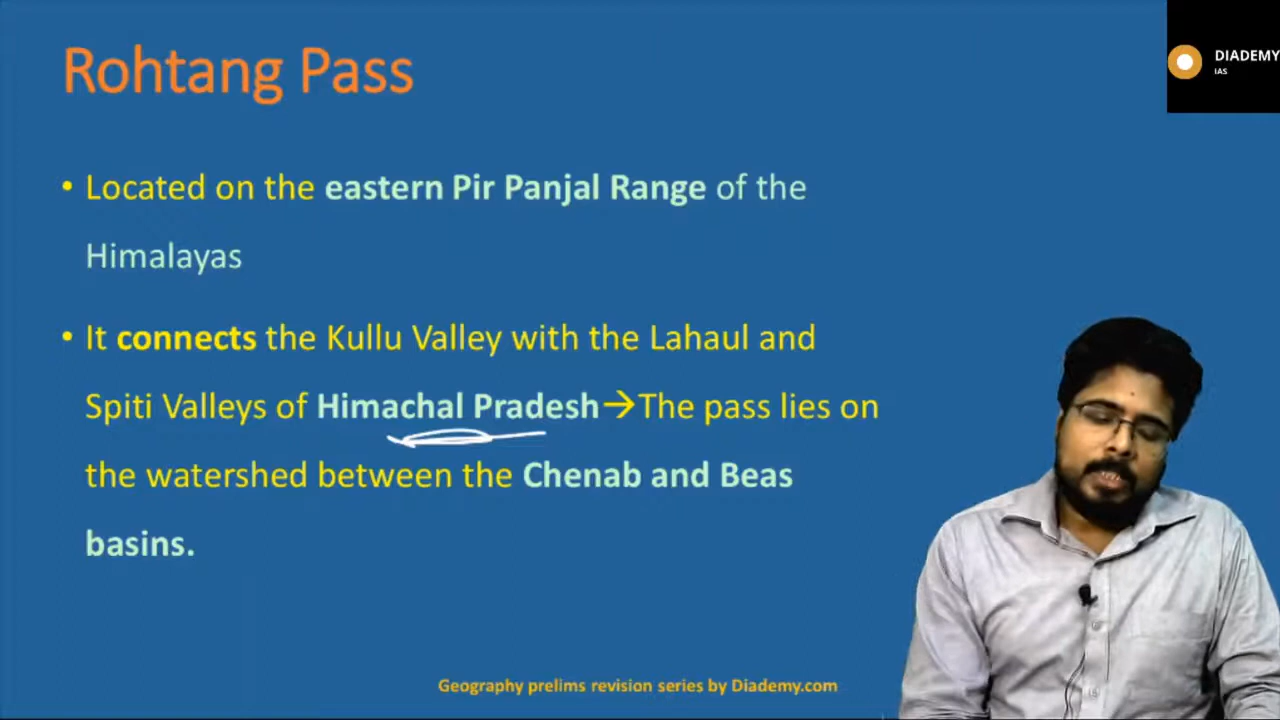 Rohtang Pass
DIADEMY
IAS
• Located on the eastern Pir Panjal Range of the
Himalayas
• It connects the Kullu Valley with the Lahaul and
Spiti Valleys of Himachal Pradesh→The pass lies on
the watershed between the Chenab and Beas
basins.
Geography prelims revision series by Diademy.com